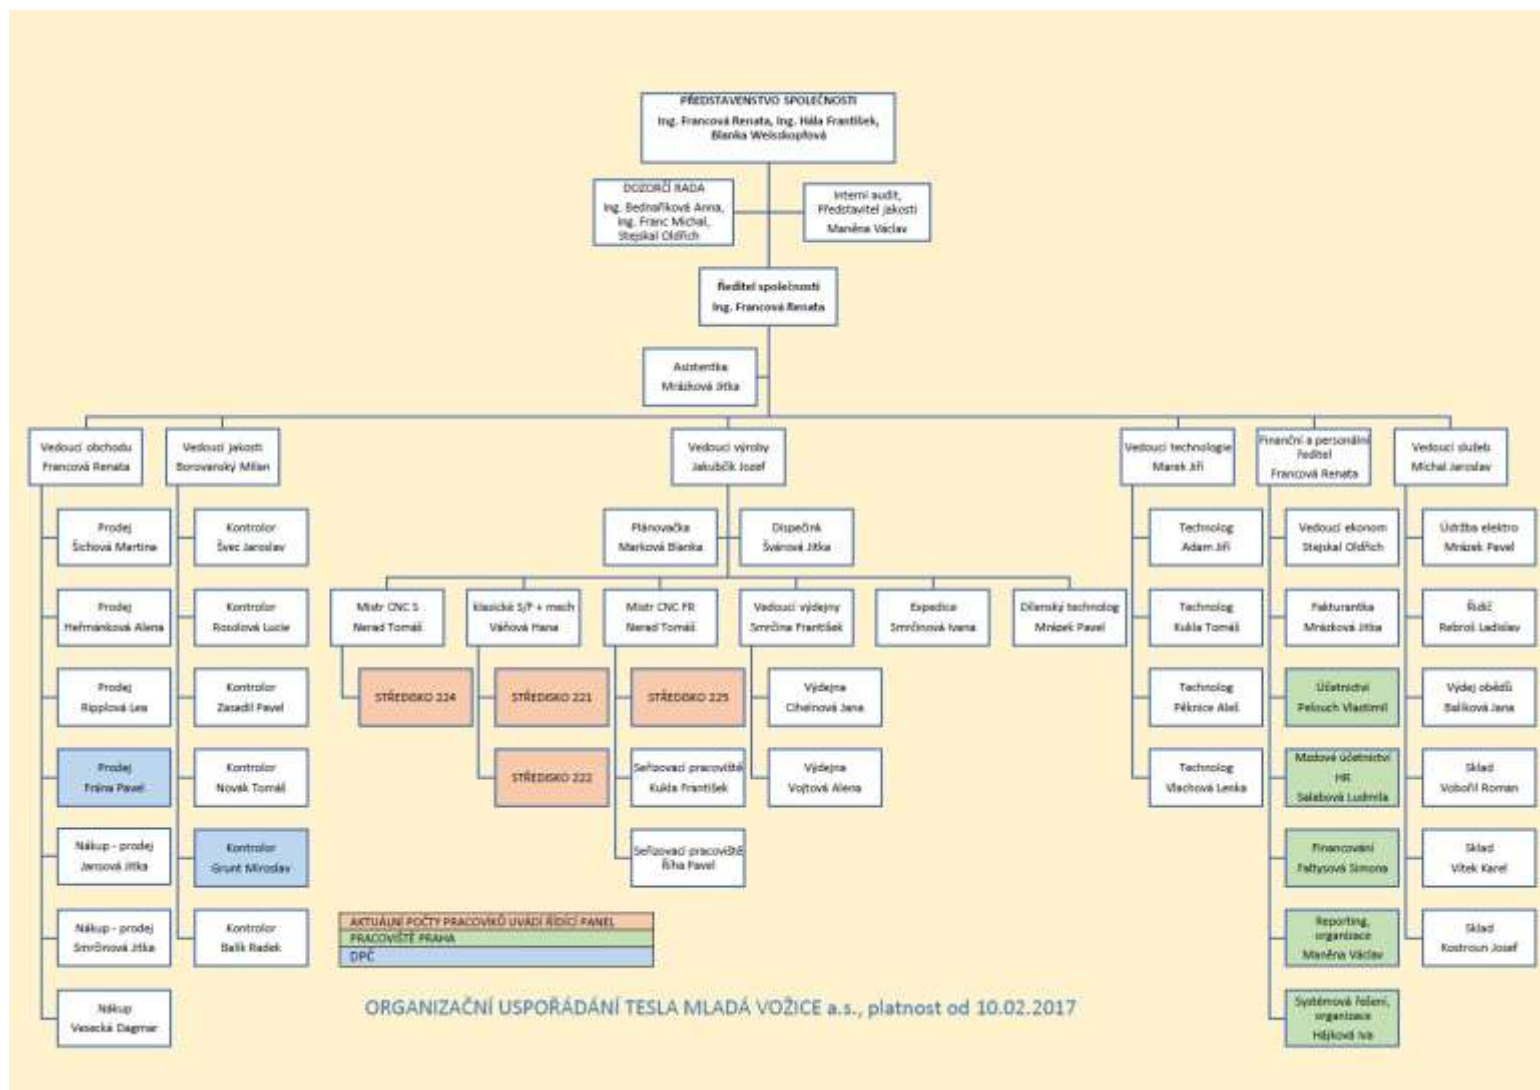 PŘEDSTAVENSTVO SPOLEČNOSTI
Ing. Francová Renata, Ing. Hála František,
Blanka Weisskopfová
DOZORČÍ RADA
Ing. Bednaříková Anna,
Ing. Franc Michal,
Stejskal Oldřich
Interní audit,
Představitel jakosti
Maněna Václav
Ředitel společnosti
Ing. Francová Renata
Asistentka
Mrázková Jitka
Vedoucí obchodu
Francová Renata
Vedoucí jakosti
Borovanský Milan
Vedoucí výroby
Jakubčík Jozef
Vedoucí technologie
Marek Jiří
Finanční a personální
ředitel
Francová Renata
Vedoucí služeb
Michal Jaroslav
Prodej
Šichová Martina
Kontrolor
Švec Jaroslav
Plánovačka
Marková Blanka
Dispečink
Švárová Jitka
Technolog
Adam Jiří
Vedoucí ekonom
Stejskal Oldřich
Údržba elektro
Mrázek Pavel
Prodej
Heřmánková Alena
Kontrolor
Rosolová Lucie
Mistr CNC S
Nerad Tomáš
klasické S/F + mech
Váňová Hana
Mistr CNC FR
Nerad Tomáš
Vedoucí výdejny
Smrčina František
Expedice
Smrčinová Ivana
Dílenský technolog
Mrázek Pavel
Technolog
Kukla Tomáš
Fakturantka
Mrázková Jitka
Řidič
Rebroš Ladislav
Prodej
Ripplová Lea
Kontrolor
Zasadil Pavel
STŘEDISKO 224
STŘEDISKO 221
STŘEDISKO 225
Výdejna
Cihelnová Jana
Technolog
Pěknice Aleš
Účetnictví
Pelouch Vlastimil
Výdej obědů
Balíková Jana
Prodej
Frána Pavel
Kontrolor
Novák Tomáš
STŘEDISKO 222
Seřizovací pracoviště
Kukla František
Výdejna
Vojtová Alena
Technolog
Vlachová Lenka
Mzdové účetnictví
HR
Salabová Ludmila
Sklad
Vobořil Roman
Nákup - prodej
Jansová Jitka
Kontrolor
Grunt Miroslav
Seřizovací pracoviště
Říha Pavel
Financování
Faltysová Simona
Sklad
Vítek Karel
Nákup - prodej
Smrčinová Jitka
Kontrolor
Balík Radek
AKTUÁLNÍ POČTY PRACOVÍKŮ UVÁDÍ ŘÍDÍCÍ PANEL
PRACOVIŠTĚ PRAHA
DPČ
Reporting,
organizace
Maněna Václav
Sklad
Kostroun Josef
Nákup
Vesecká Dagmar
ORGANIZAČNÍ USPOŘÁDÁNÍ TESLA MLADÁ VOŽICE a.s., platnost od 10.02.2017
Systémová řešení,
organizace
Hájková Iva